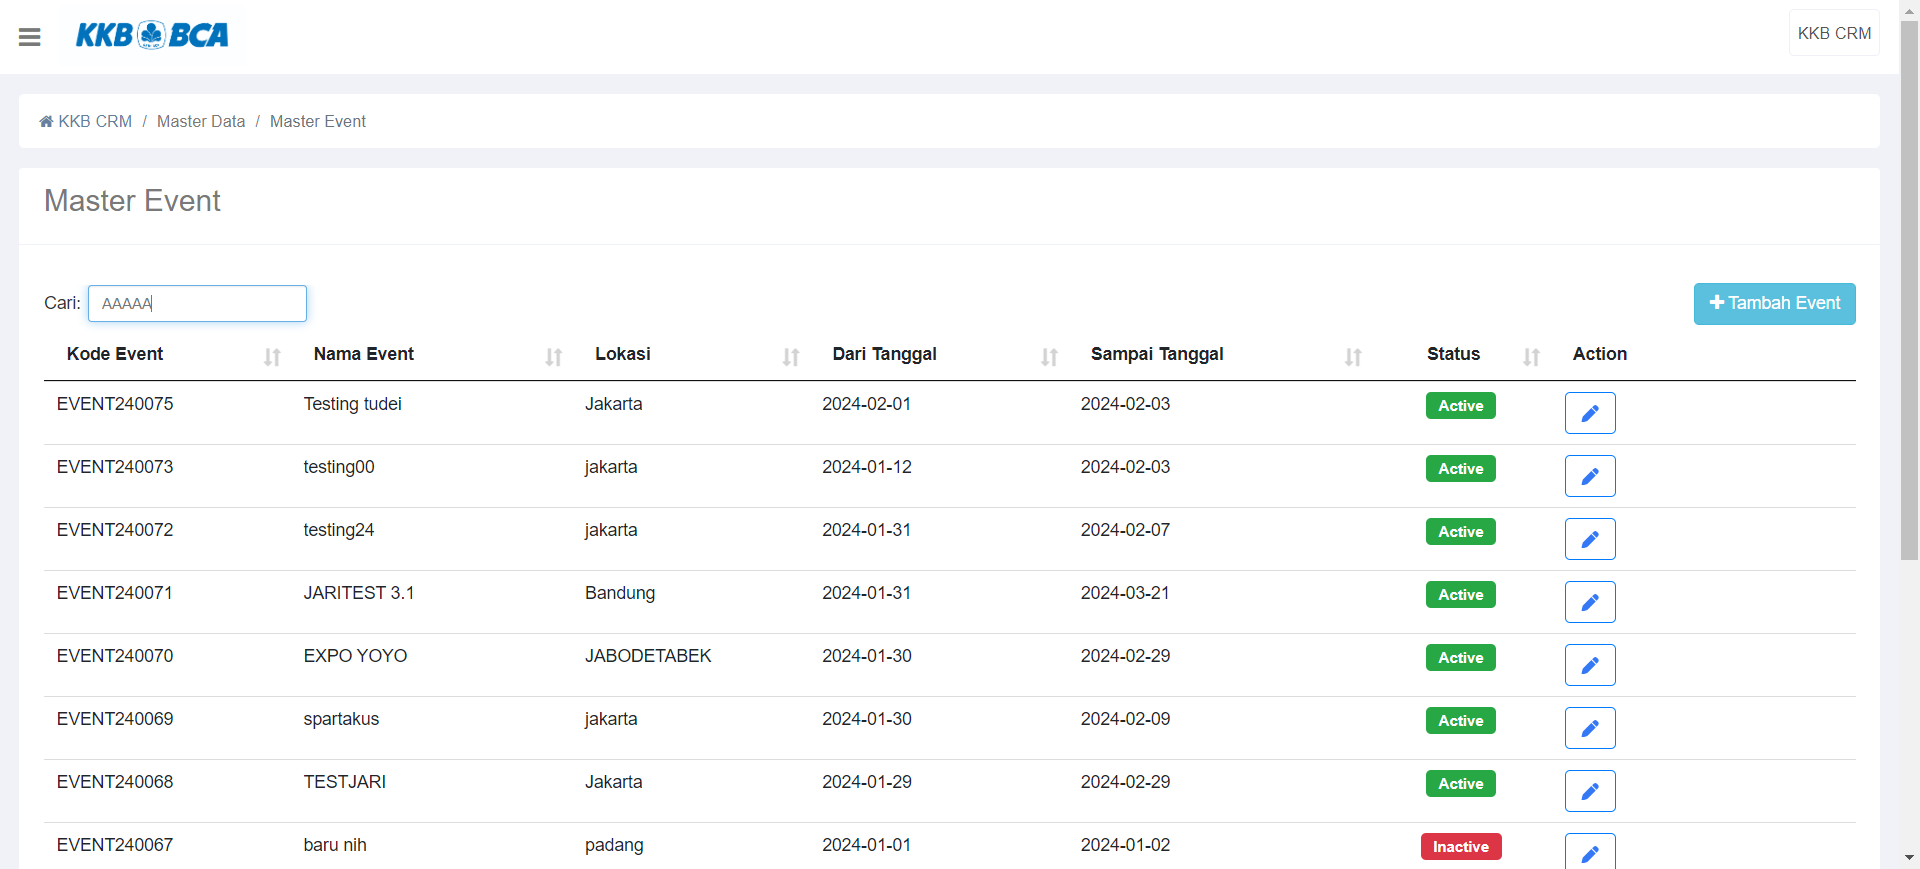 KKB BCA
KKB CRM
KKB CRM / Master Data / Master Event
Master Event
Cari: AAAAA
Tambah Event
Kode Event Nama Event Lokasi Dari Tanggal Sampai Tanggal Status Action
EVENT240075 Testing tudei Jakarta 2024-02-01 2024-02-03 Active
EVENT240073 testing00 jakarta 2024-01-12 2024-02-03 Active
EVENT240072 testing24 jakarta 2024-01-31 2024-02-07 Active
EVENT240071 JARITEST 3.1 Bandung 2024-01-31 2024-03-21 Active
EVENT240070 EXPO YOYO JABODETABEK 2024-01-30 2024-02-29 Active
EVENT240069 spartakus jakarta 2024-01-30 2024-02-09 Active
EVENT240068 TESTJARI Jakarta 2024-01-29 2024-02-29 Active
EVENT240067 baru nih padang 2024-01-01 2024-01-02 Inactive